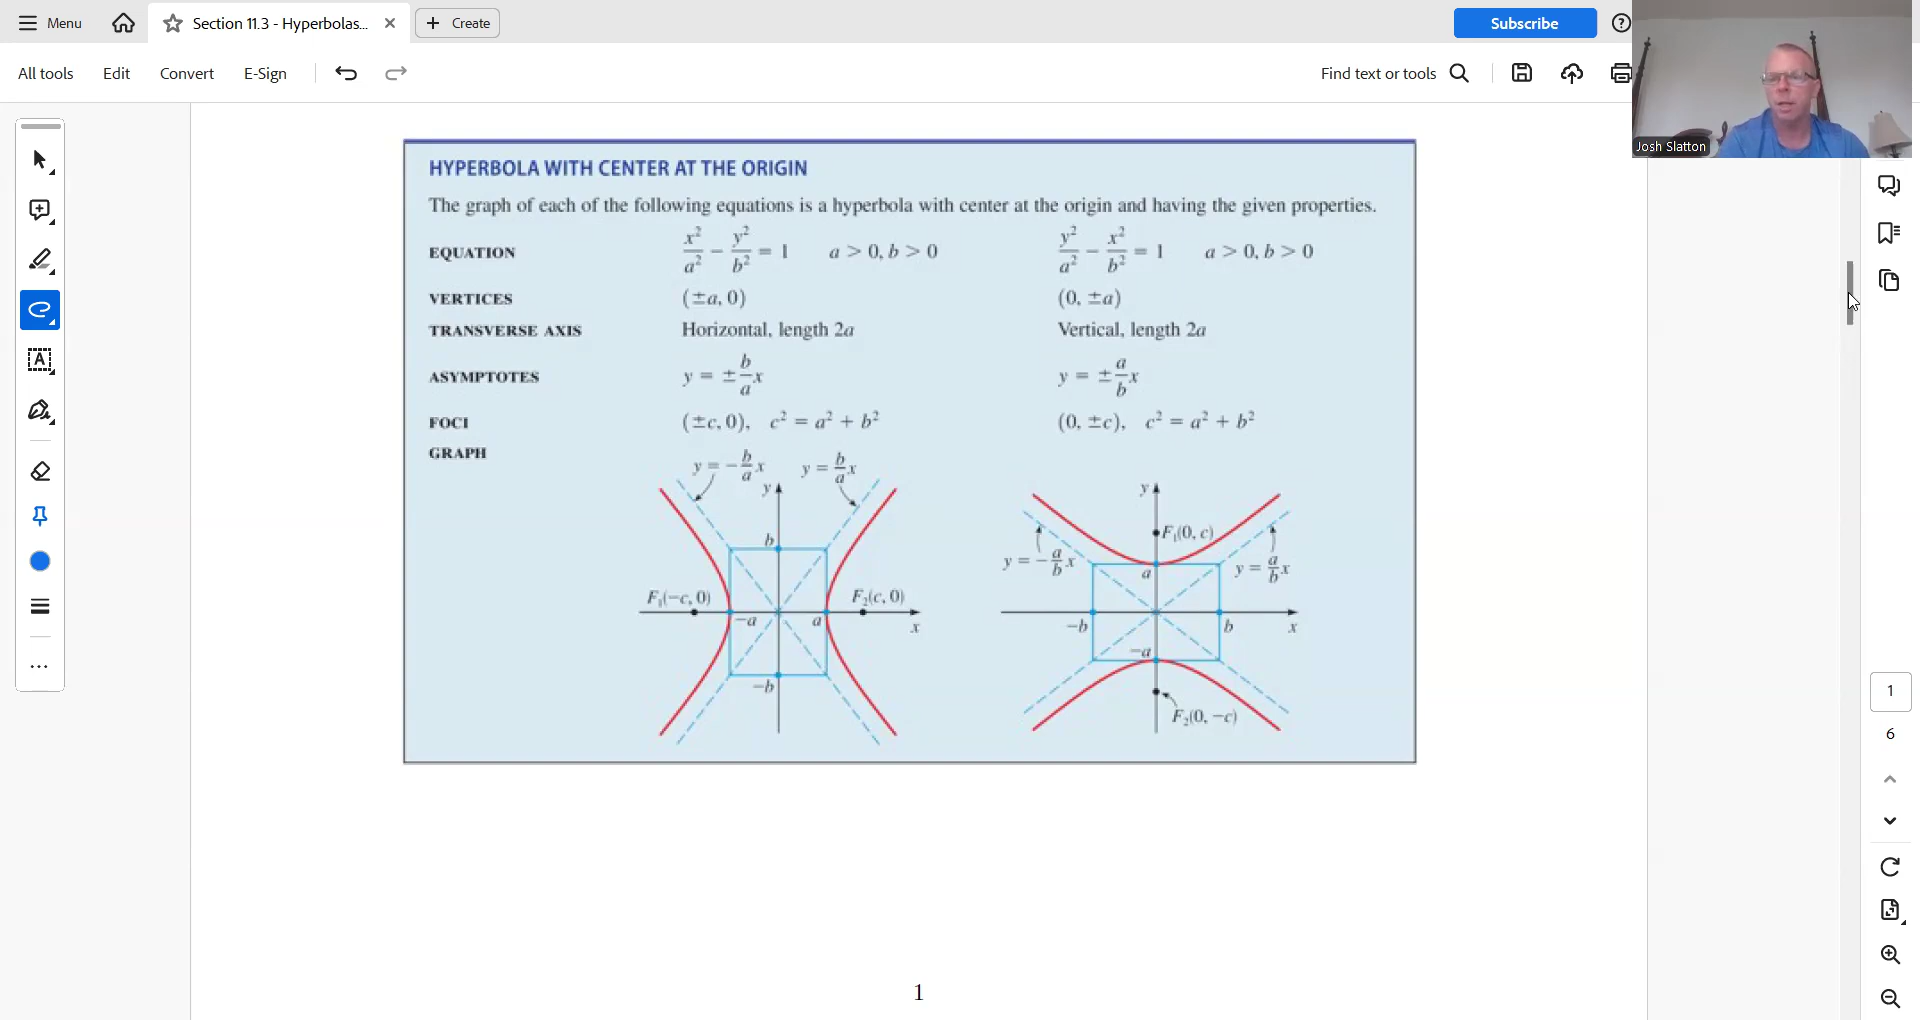 Menu
Section 11.3 - Hyperbolas...
Create
Subscribe
All tools
Edit
Convert
E-Sign
Find text or tools
Josh Slatton
HYPERBOLA WITH CENTER AT THE ORIGIN
The graph of each of the following equations is a hyperbola with center at the origin and having the given properties.
EQUATION x²/a² − y²/b² = 1 a > 0, b > 0 y²/a² − x²/b² = 1 a > 0, b > 0
VERTICES (±a, 0) (0, ±a)
TRANSVERSE AXIS Horizontal, length 2a Vertical, length 2a
ASYMPTOTES y = ±b/a x y = ±a/b x
FOCI (±c, 0), c² = a² + b² (0, ±c), c² = a² + b²
GRAPH
y = −b/a x y = b/a x
y
b
F₁(−c, 0) F₂(c, 0)
−a a x
−b
y
F₁(0, c)
y = −a/b x a y = a/b x
−b b x
−a
F₂(0, −c)
1
1
6